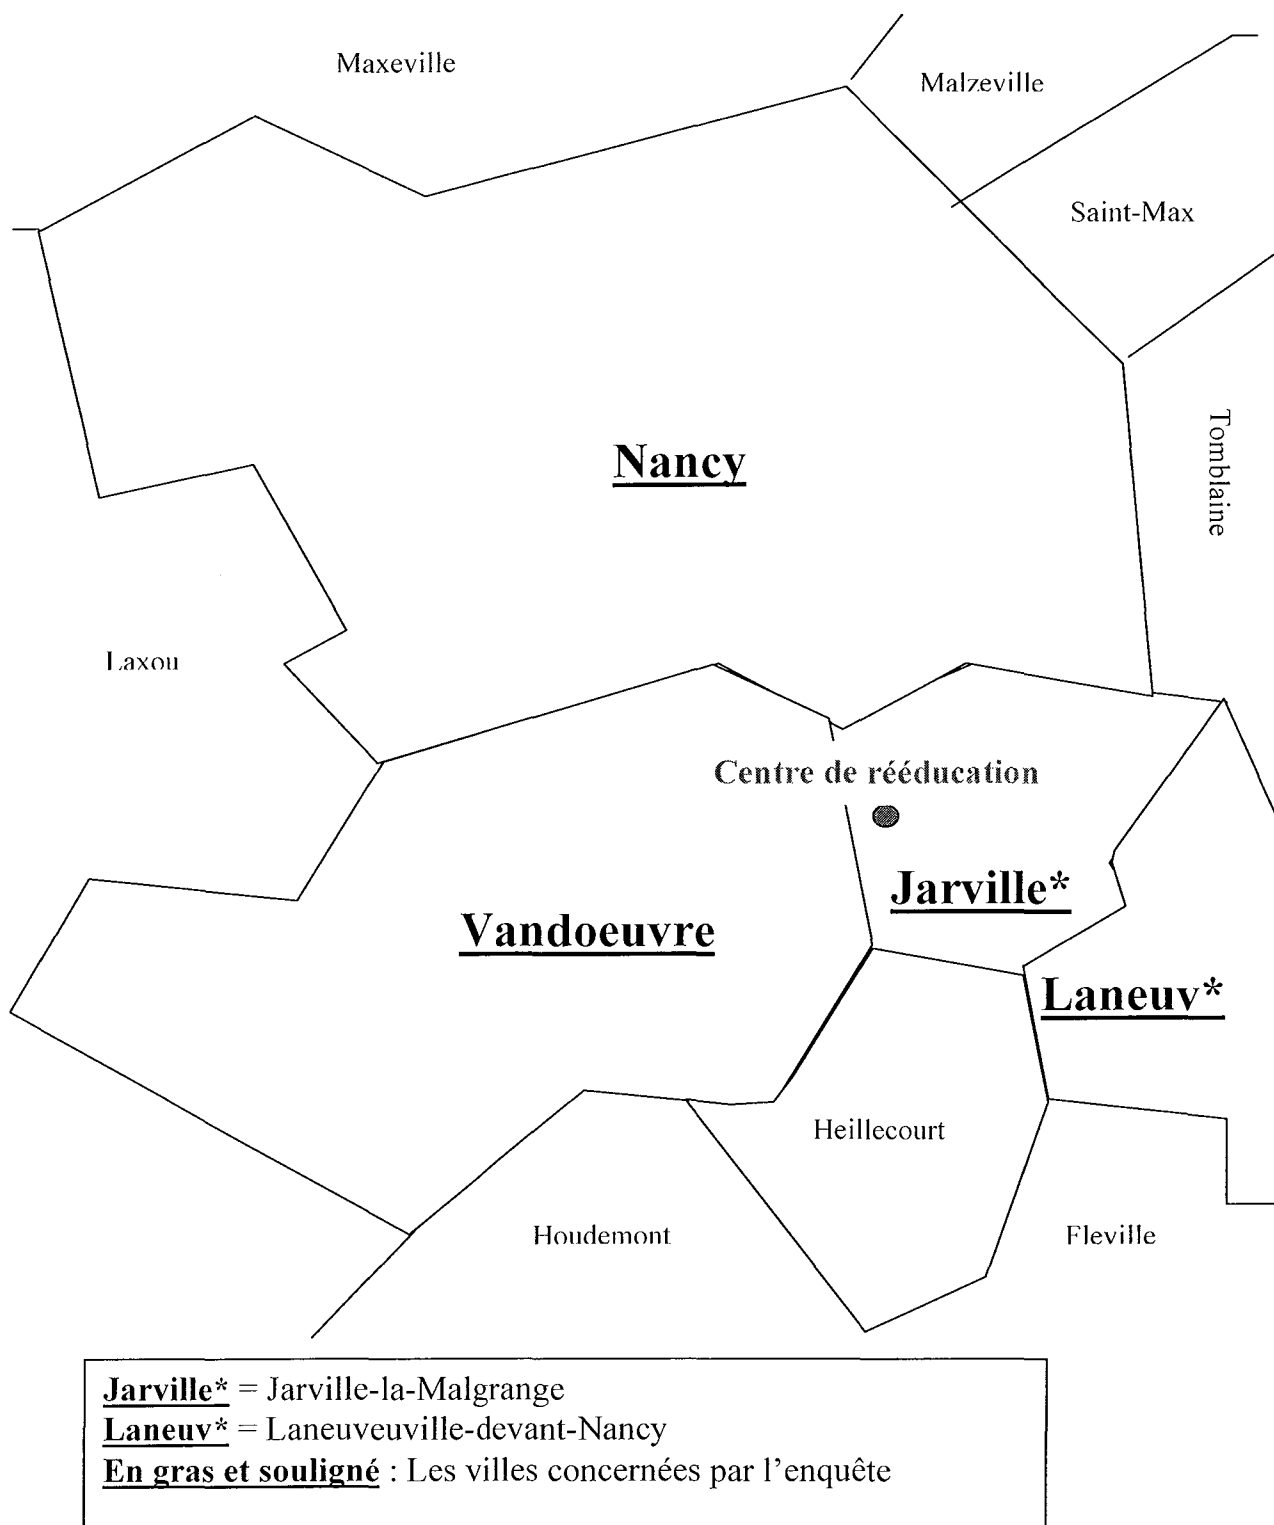 Maxeville
Malzeville
Saint-Max
Tomblaine
Nancy
Laxou
Centre de rééducation
Jarville*
Vandoeuvre
Laneuv*
Heillecourt
Houdemont
Fleville
Jarville* = Jarville-la-Malgrange
Laneuv* = Laneuveuville-devant-Nancy
En gras et souligné : Les villes concernées par l'enquête